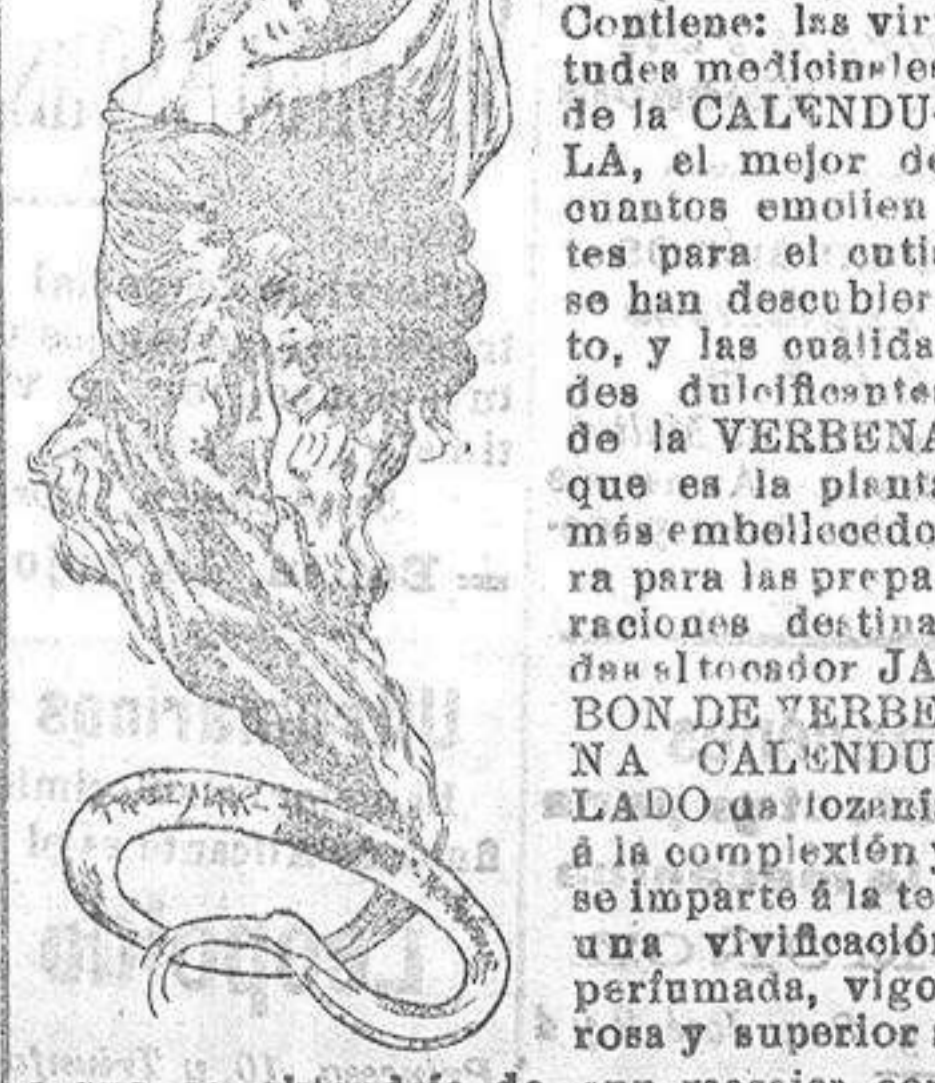 Contiene: las vir
tudes medicinales
de la CALENDU-
LA, el mejor de
cuantos emolien
tes para el cutis
se han descubier
to, y las cualida
des dulcificantes
de la VERBENA
que es la planta
más embellecedo
ra para las prepa
raciones destina
das al tocador JA
BON DE VERBE
NA CALENDU
LADO da lozaní
á la complexión y
se imparte á la te
una vivificación
perfumada, vigo
rosa y superior